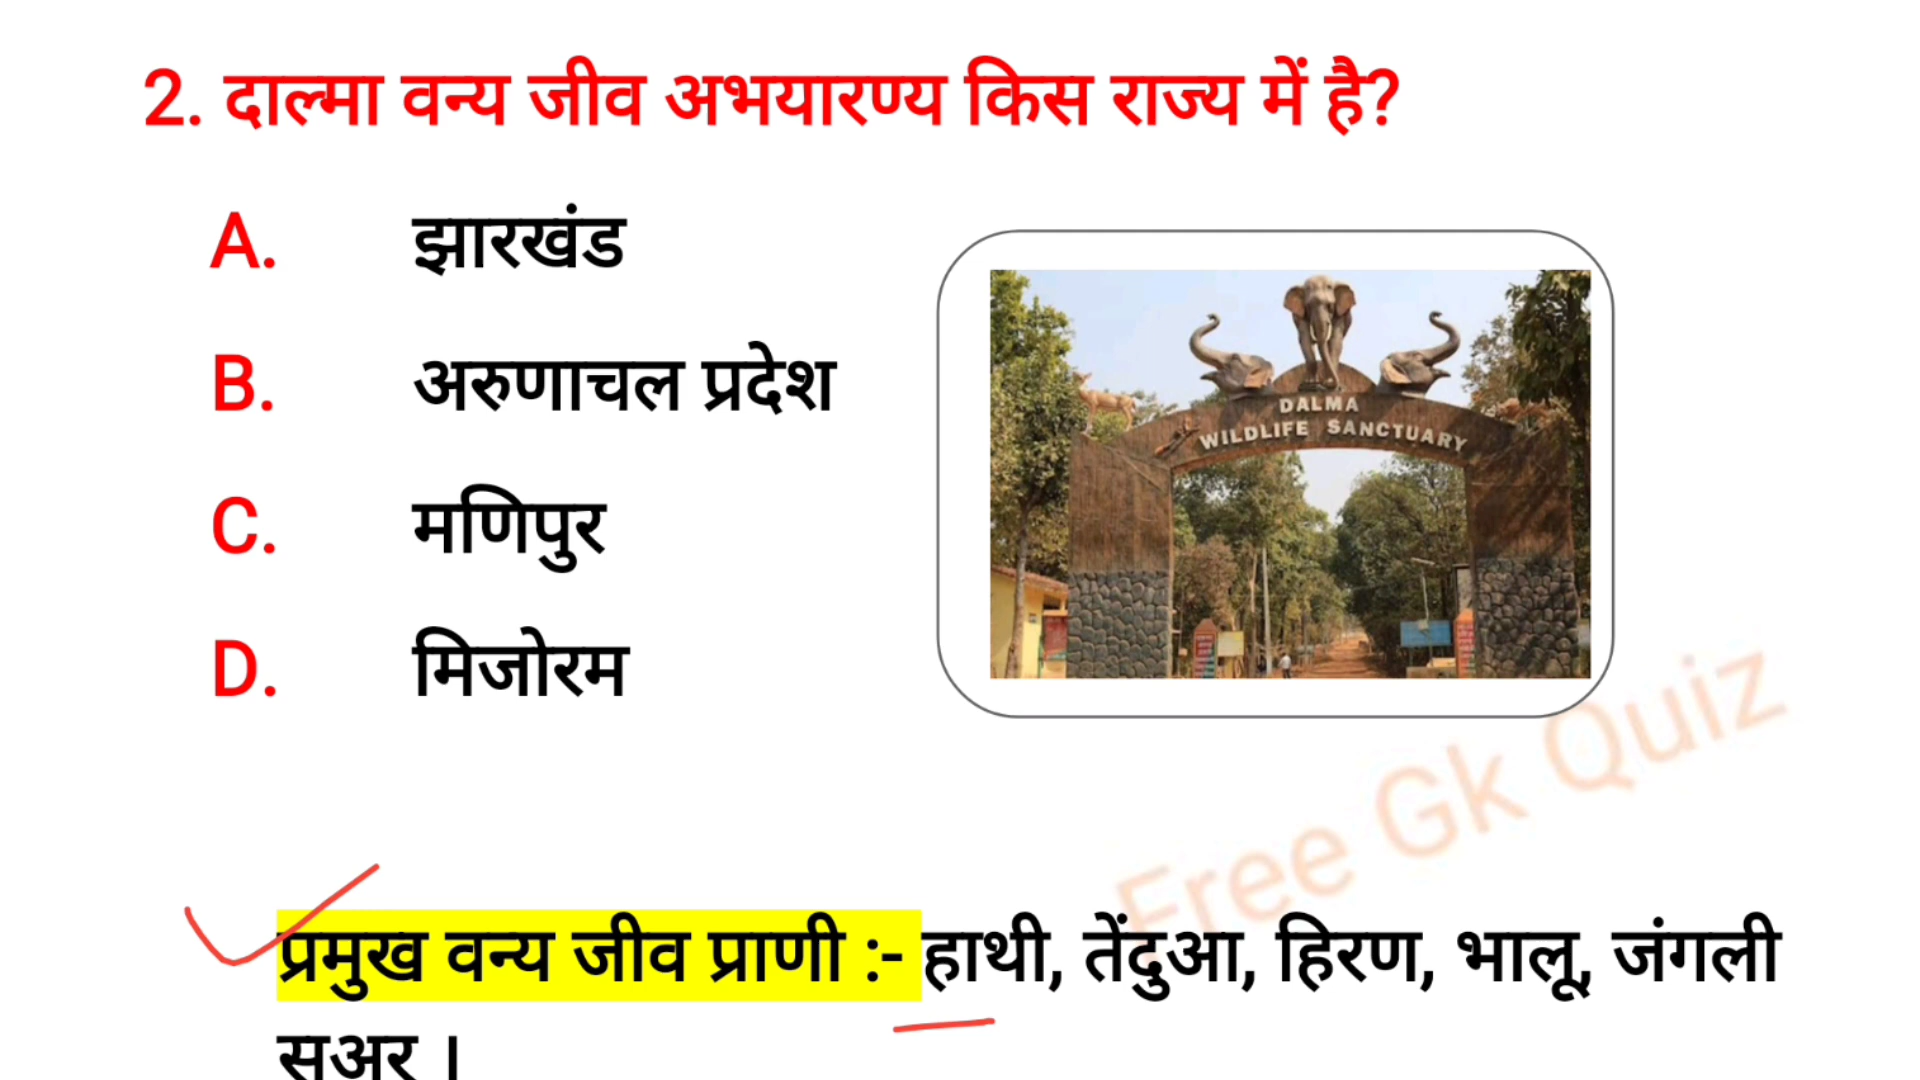 2. दाल्मा वन्य जीव अभयारण्य किस राज्य में है?
A. झारखंड
B. अरुणाचल प्रदेश
C. मणिपुर
D. मिजोरम
DALMA
WILDLIFE SANCTUARY
Free Gk Quiz
प्रमुख वन्य जीव प्राणी :- हाथी, तेंदुआ, हिरण, भालू, जंगली
सुअर ।